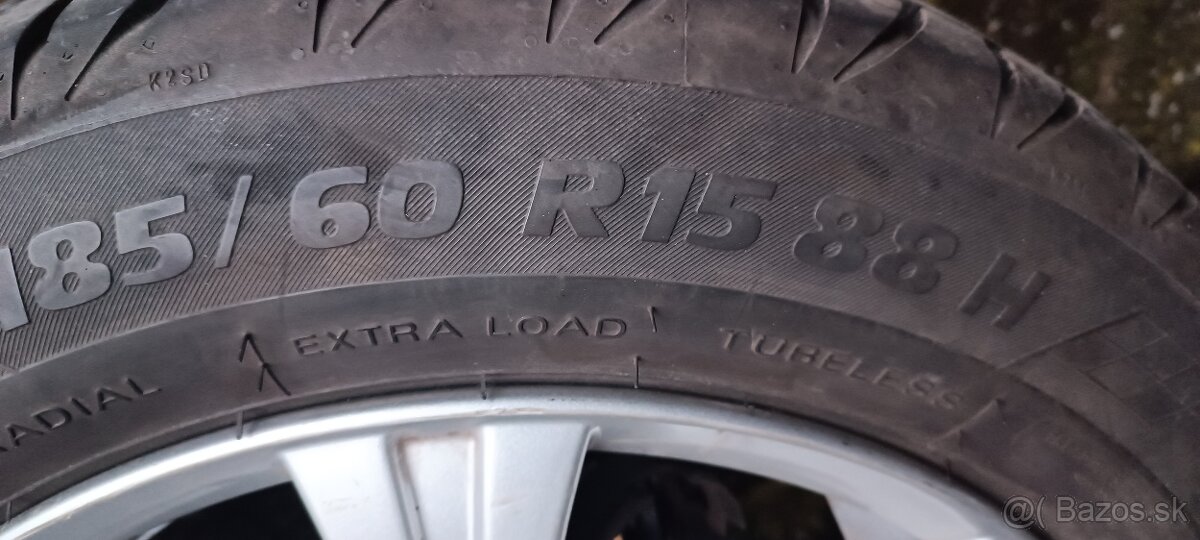 K2SD
185/60 R15 88 H
RADIAL EXTRA LOAD TUBELESS
@( Bazos.sk